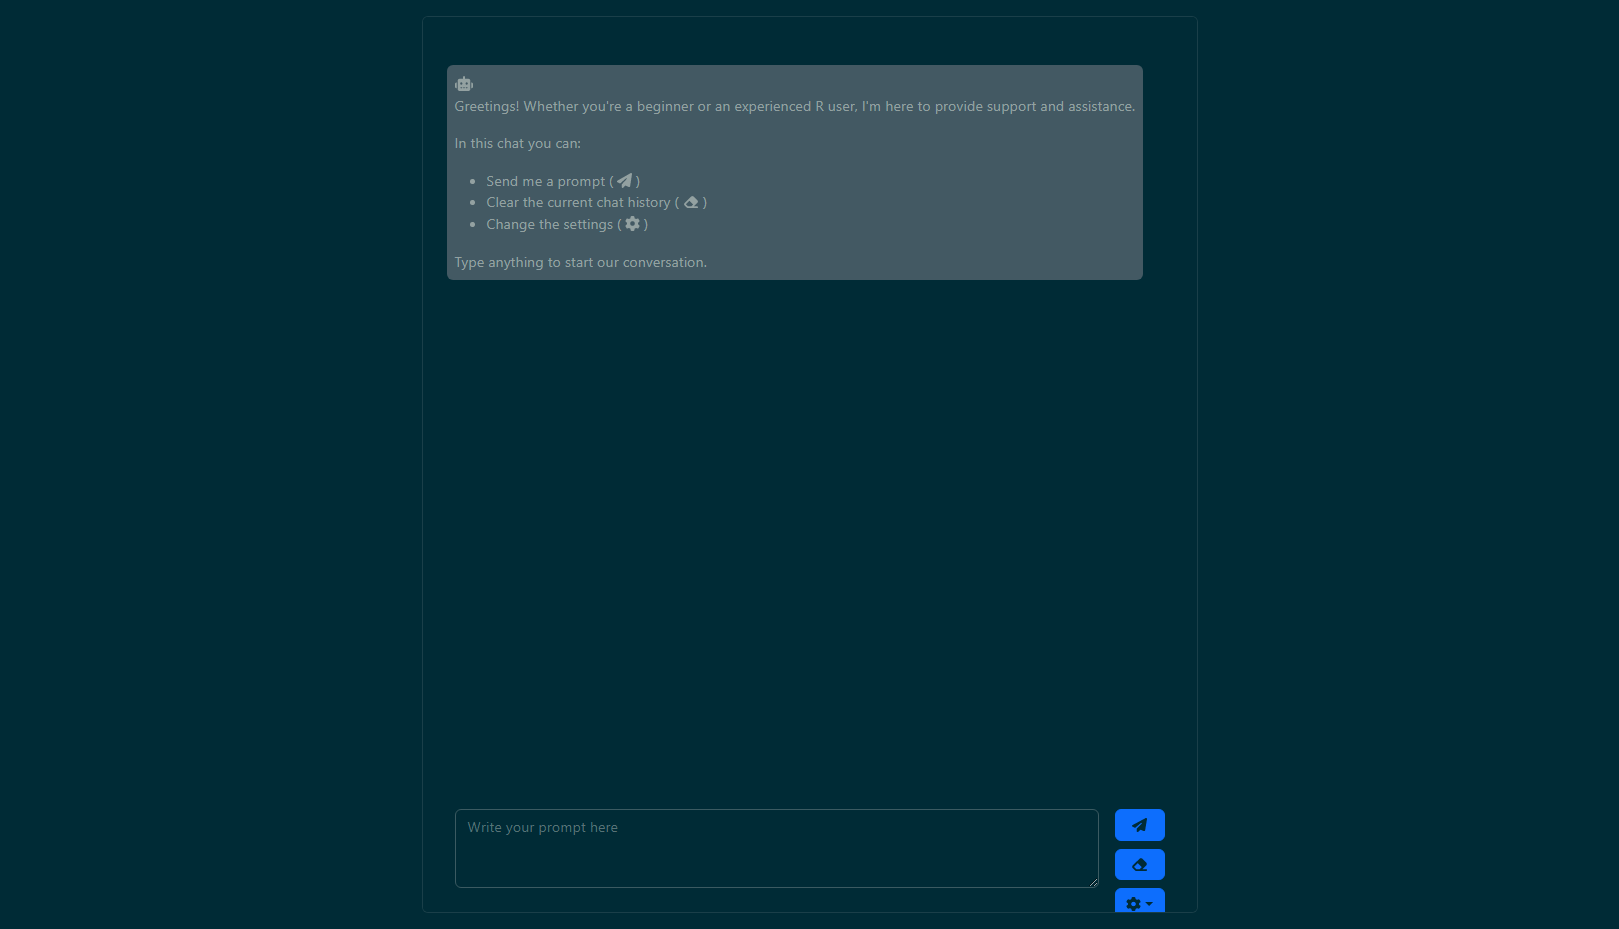 Greetings! Whether you're a beginner or an experienced R user, I'm here to provide support and assistance.
In this chat you can:
Send me a prompt ( )
Clear the current chat history ( )
Change the settings ( )
Type anything to start our conversation.
Write your prompt here